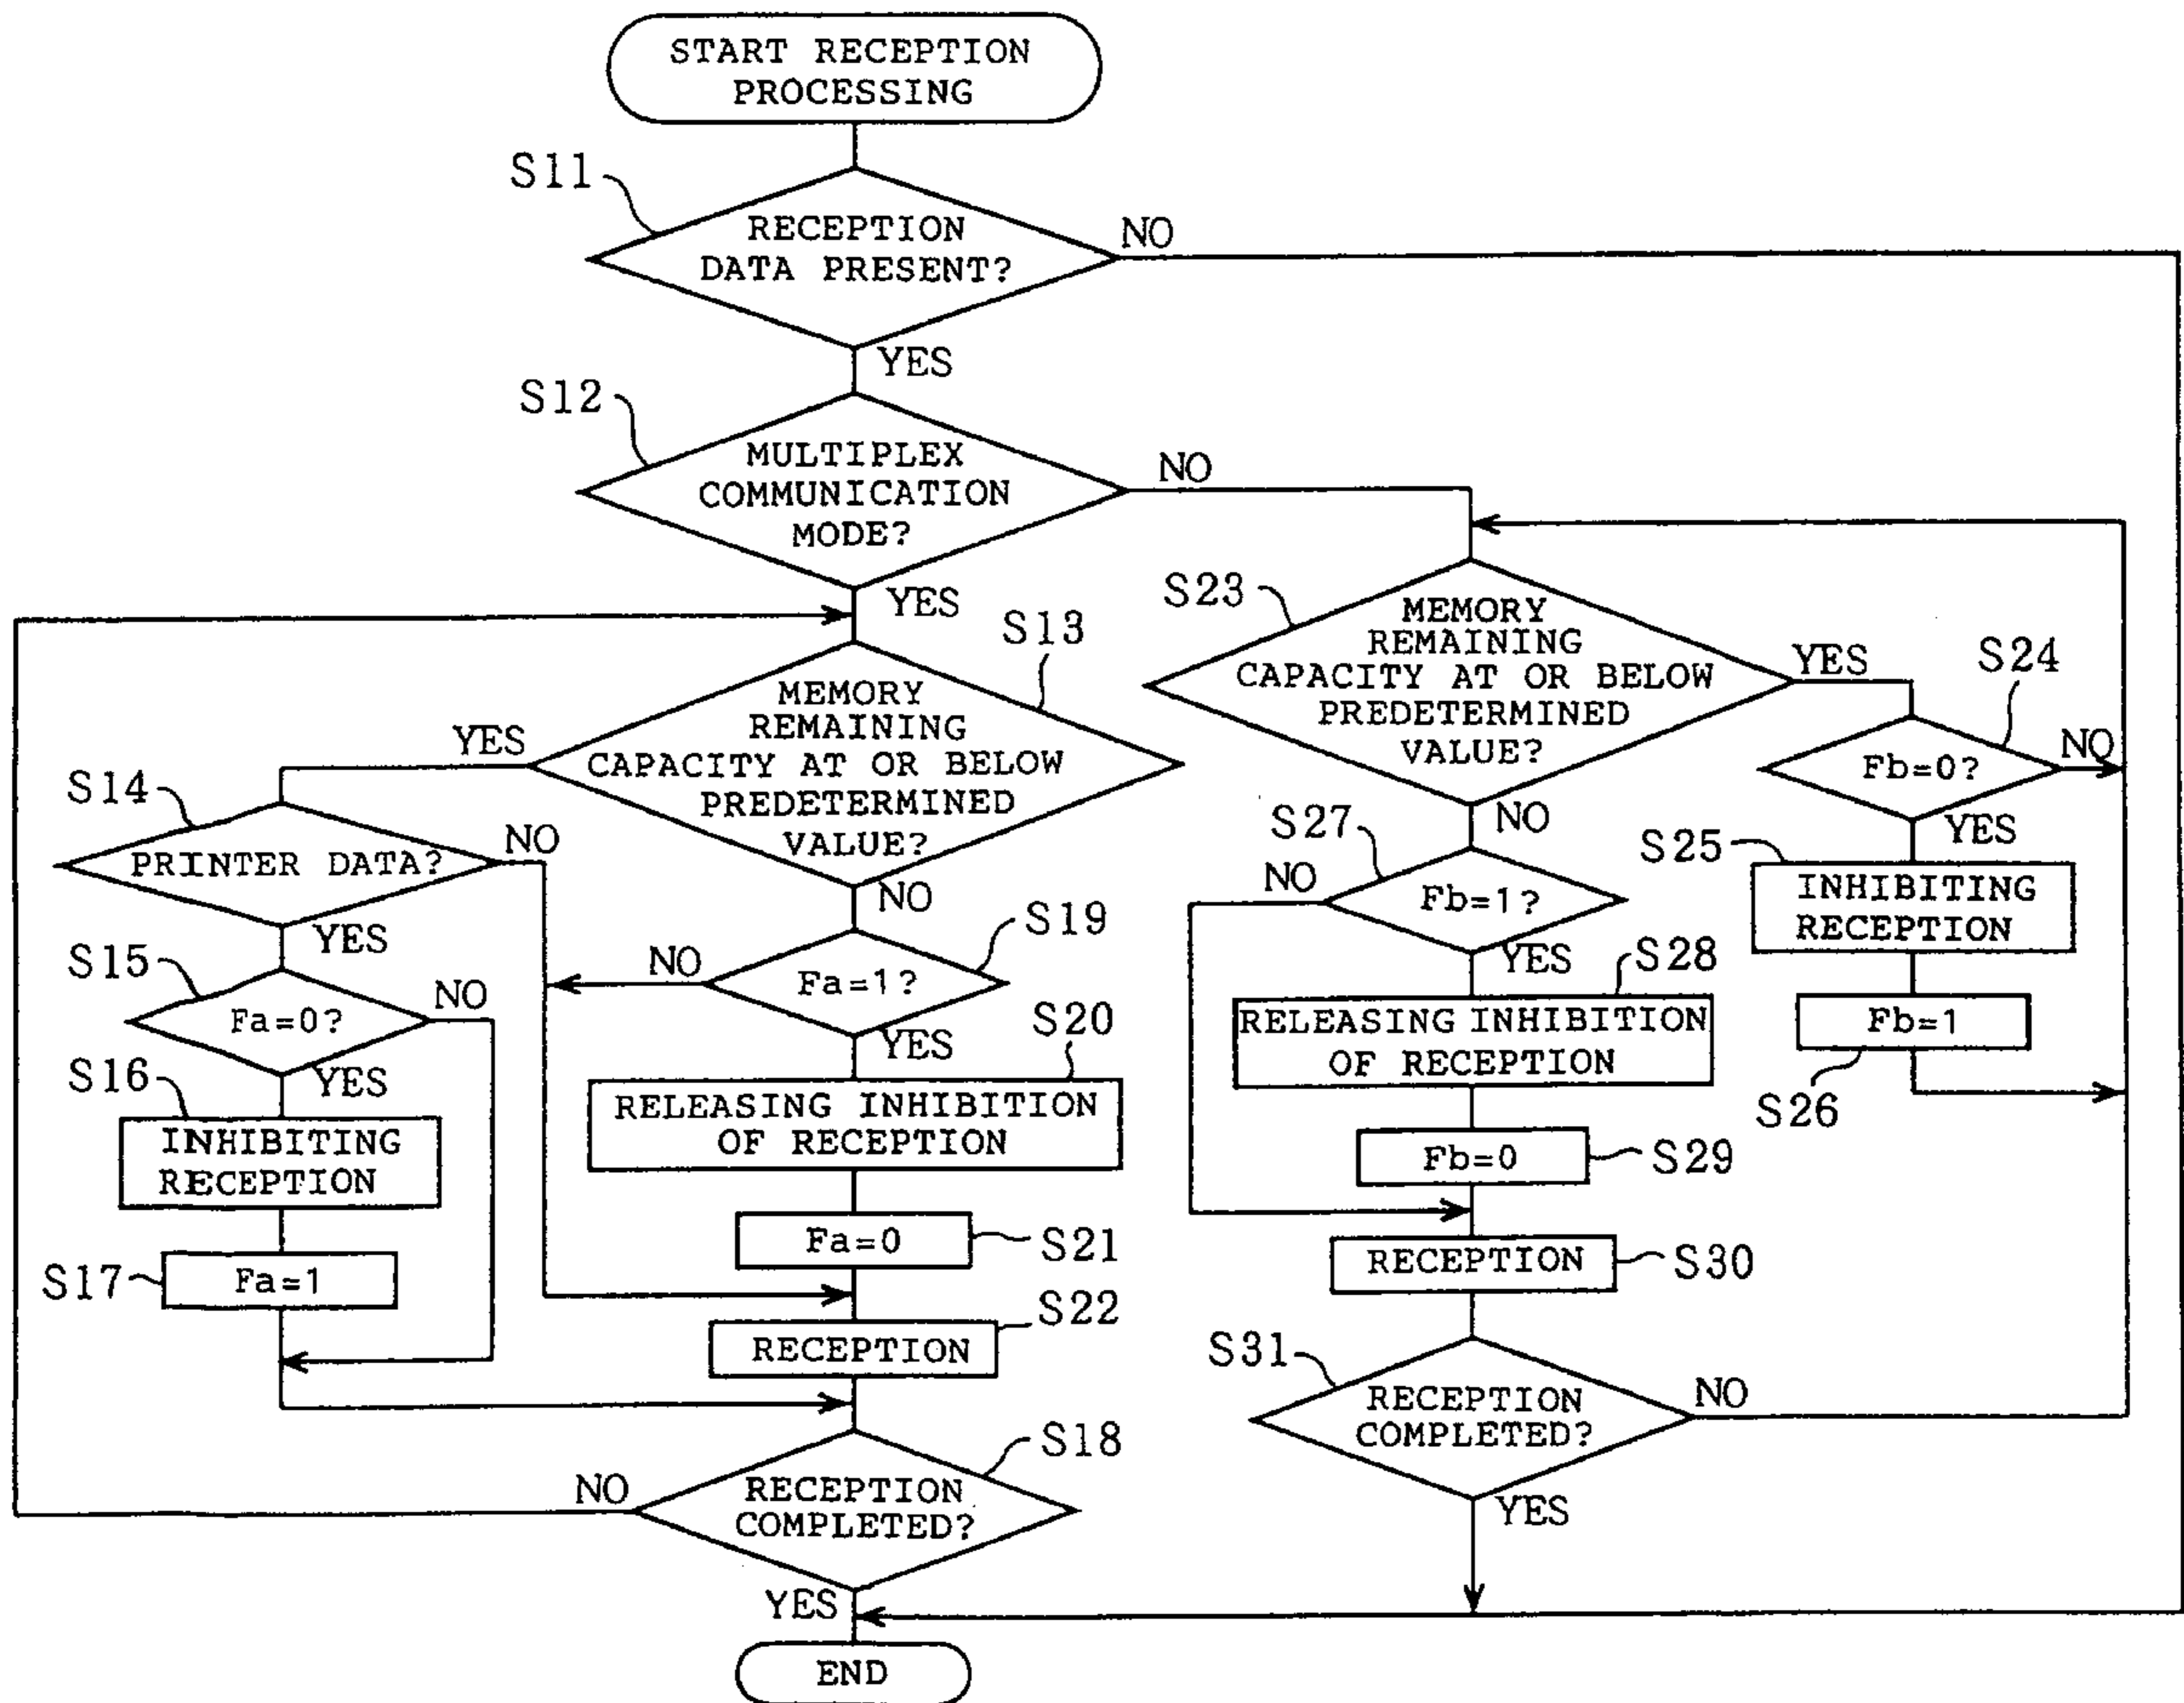 START RECEPTION
PROCESSING
S11
RECEPTION
DATA PRESENT?
NO
YES
S12
MULTIPLEX
COMMUNICATION
MODE?
NO
YES
S13
MEMORY
REMAINING
CAPACITY AT OR BELOW
PREDETERMINED
VALUE?
YES
NO
S14
PRINTER DATA?
NO
YES
S15
Fa=0?
NO
YES
S16
INHIBITING
RECEPTION
S17
Fa=1
S19
Fa=1?
NO
YES
S20
RELEASING INHIBITION
OF RECEPTION
Fa=0
S21
S22
RECEPTION
S18
RECEPTION
COMPLETED?
NO
YES
S23
MEMORY
REMAINING
CAPACITY AT OR BELOW
PREDETERMINED
VALUE?
YES
NO
S24
Fb=0?
NO
YES
S25
INHIBITING
RECEPTION
Fb=1
S26
S27
Fb=1?
NO
YES
S28
RELEASING INHIBITION
OF RECEPTION
Fb=0
S29
RECEPTION
S30
S31
RECEPTION
COMPLETED?
NO
YES
END